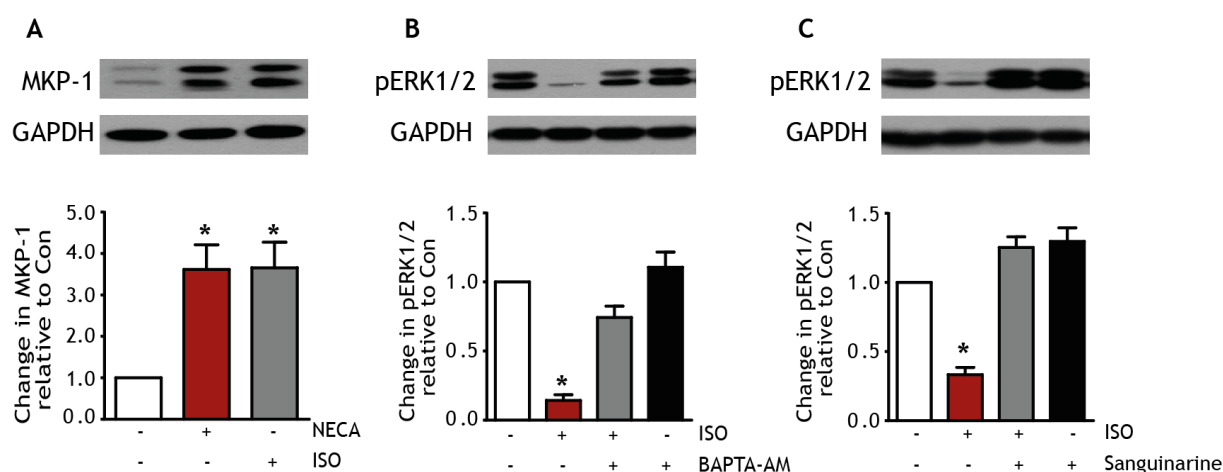 A
MKP-1
GAPDH
Change in MKP-1
relative to Con
5.0
4.0
3.0
2.0
1.0
0.0
* *
- + - NECA
- - + ISO
B
pERK1/2
GAPDH
Change in pERK1/2
relative to Con
1.5
1.0
0.5
0.0
*
- + + - ISO
- - + + BAPTA-AM
C
pERK1/2
GAPDH
Change in pERK1/2
relative to Con
1.5
1.0
0.5
0.0
*
- + + - ISO
- - + + Sanguinarine